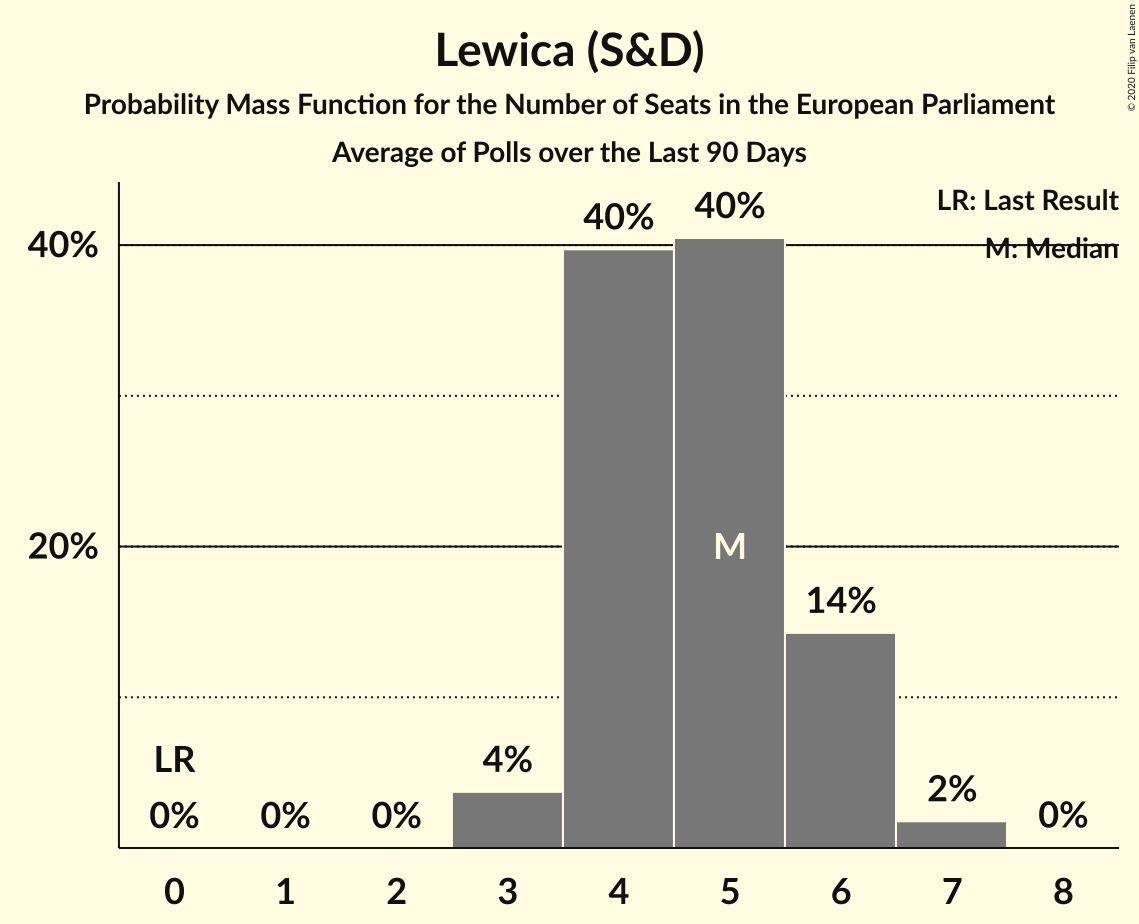 Lewica (S&D)
Probability Mass Function for the Number of Seats in the European Parliament
Average of Polls over the Last 90 Days
© 2020 Filip van Laenen
LR: Last Result
M: Median
40%
20%
LR
0%
0%
0%
4%
40%
40%
M
14%
2%
0%
0 1 2 3 4 5 6 7 8